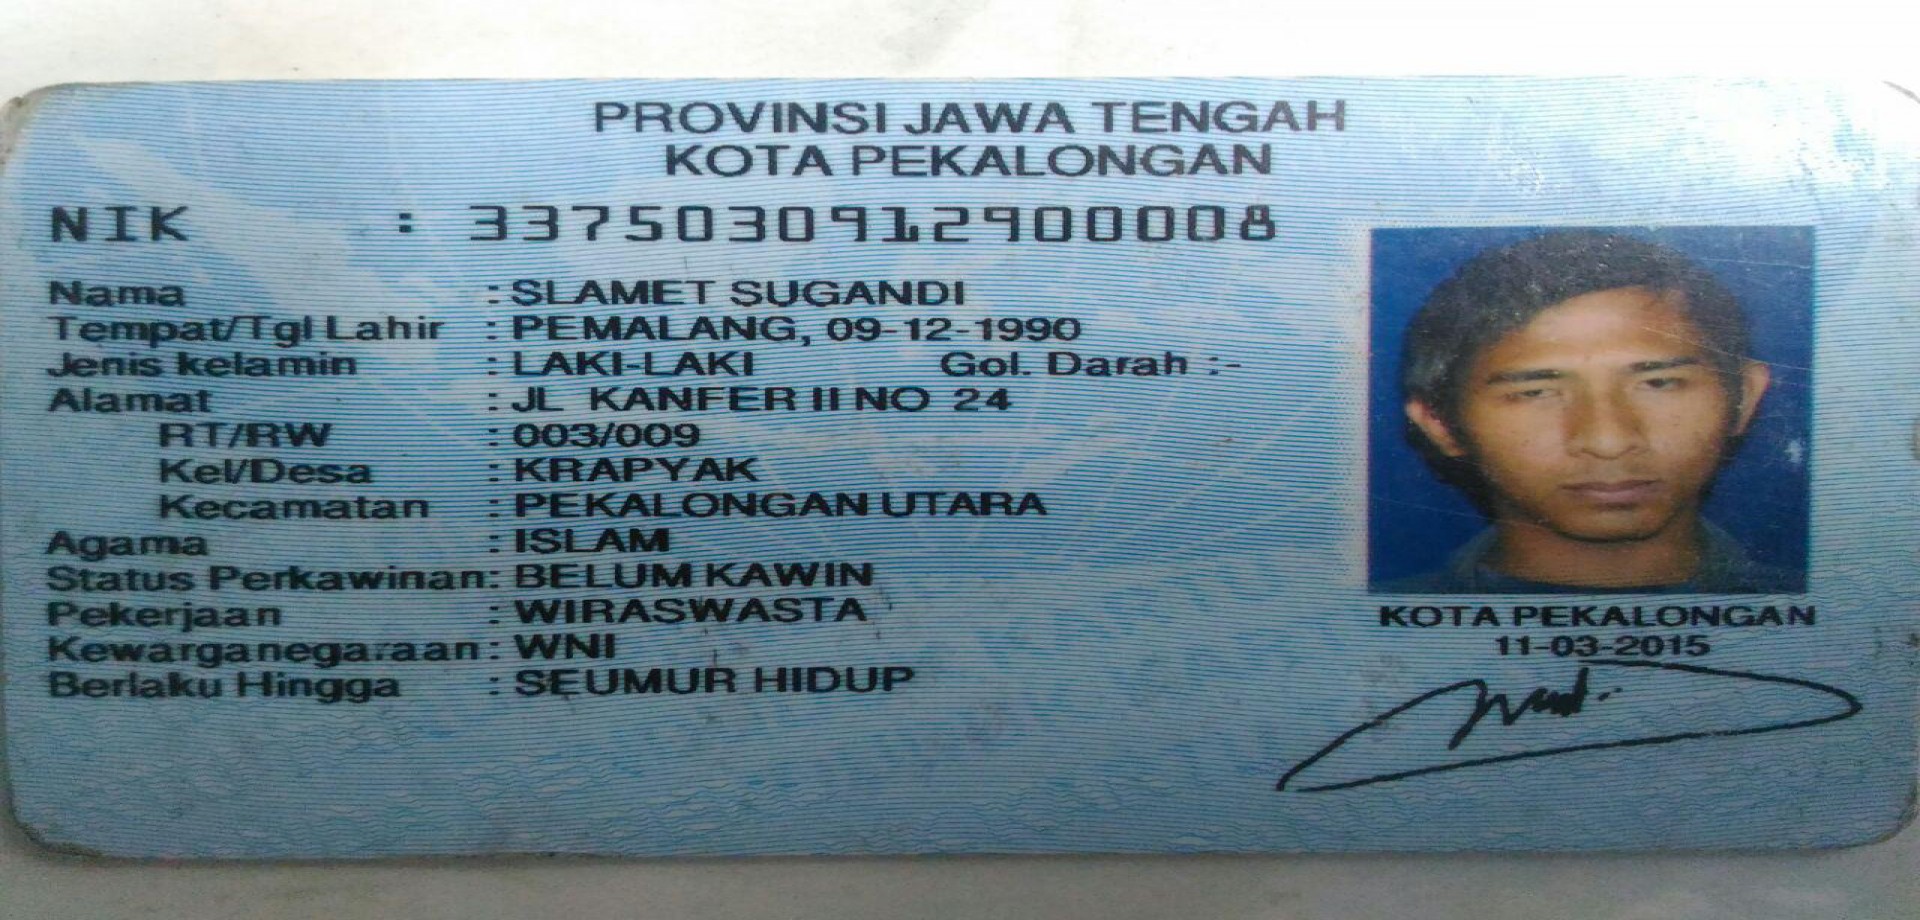 PROVINSI JAWA TENGAH
KOTA PEKALONGAN
NIK : 3375030912900008
Nama : SLAMET SUGANDI
Tempat/Tgl Lahir : PEMALANG, 09-12-1990
Jenis kelamin : LAKI-LAKI Gol. Darah :-
Alamat : JL KANFER II NO 24
RT/RW : 003/009
Kel/Desa : KRAPYAK
Kecamatan : PEKALONGAN UTARA
Agama : ISLAM
Status Perkawinan: BELUM KAWIN
Pekerjaan : WIRASWASTA
Kewarganegaraan: WNI
Berlaku Hingga : SEUMUR HIDUP
KOTA PEKALONGAN
11-03-2015